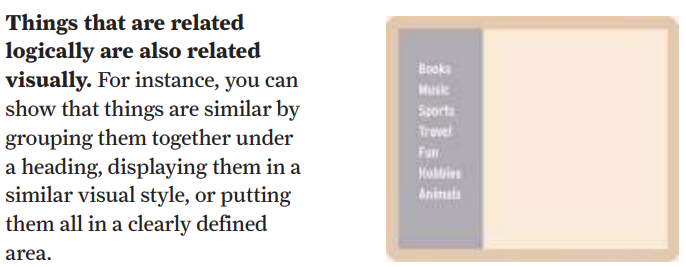 Things that are related
logically are also related
visually. For instance, you can
show that things are similar by
grouping them together under
a heading, displaying them in a
similar visual style, or putting
them all in a clearly defined
area.
Books
Music
Sports
Travel
Fun
Hobbies
Animals